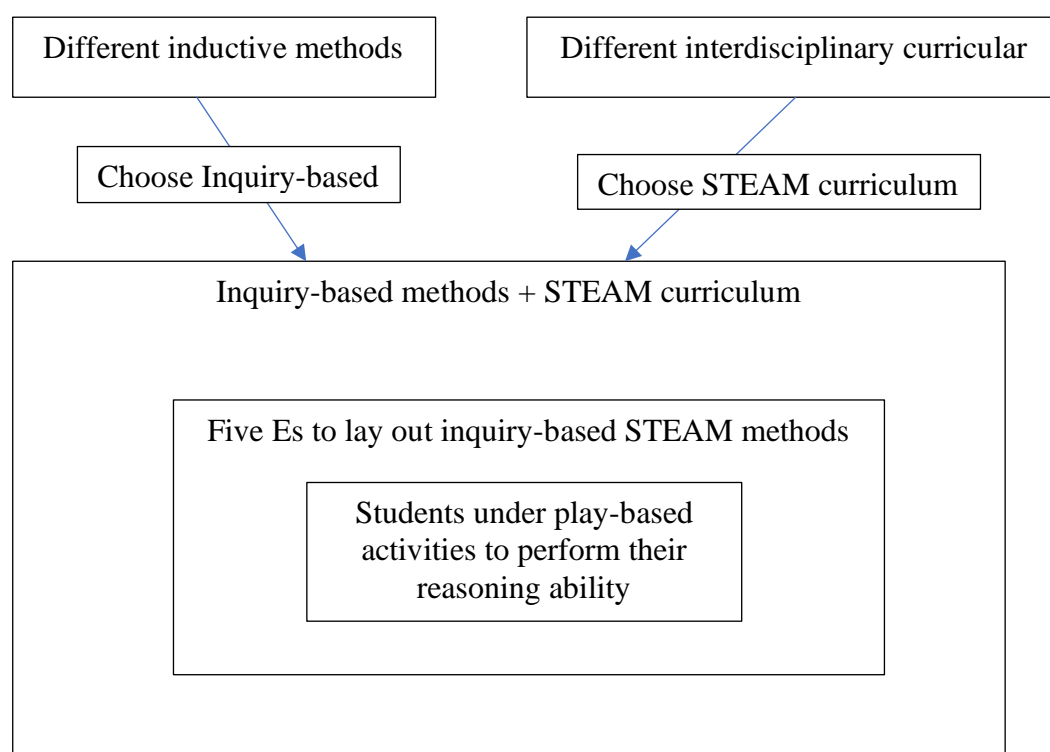 Different inductive methods
Different interdisciplinary curricular
Choose Inquiry-based
Choose STEAM curriculum
Inquiry-based methods + STEAM curriculum
Five Es to lay out inquiry-based STEAM methods
Students under play-based
activities to perform their
reasoning ability